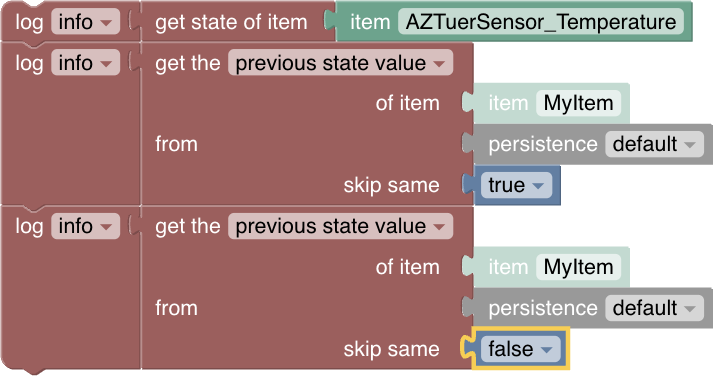 log info get state of item item AZTuerSensor_Temperature
log info get the previous state value
of item item MyItem
from persistence default
skip same true
log info get the previous state value
of item item MyItem
from persistence default
skip same false